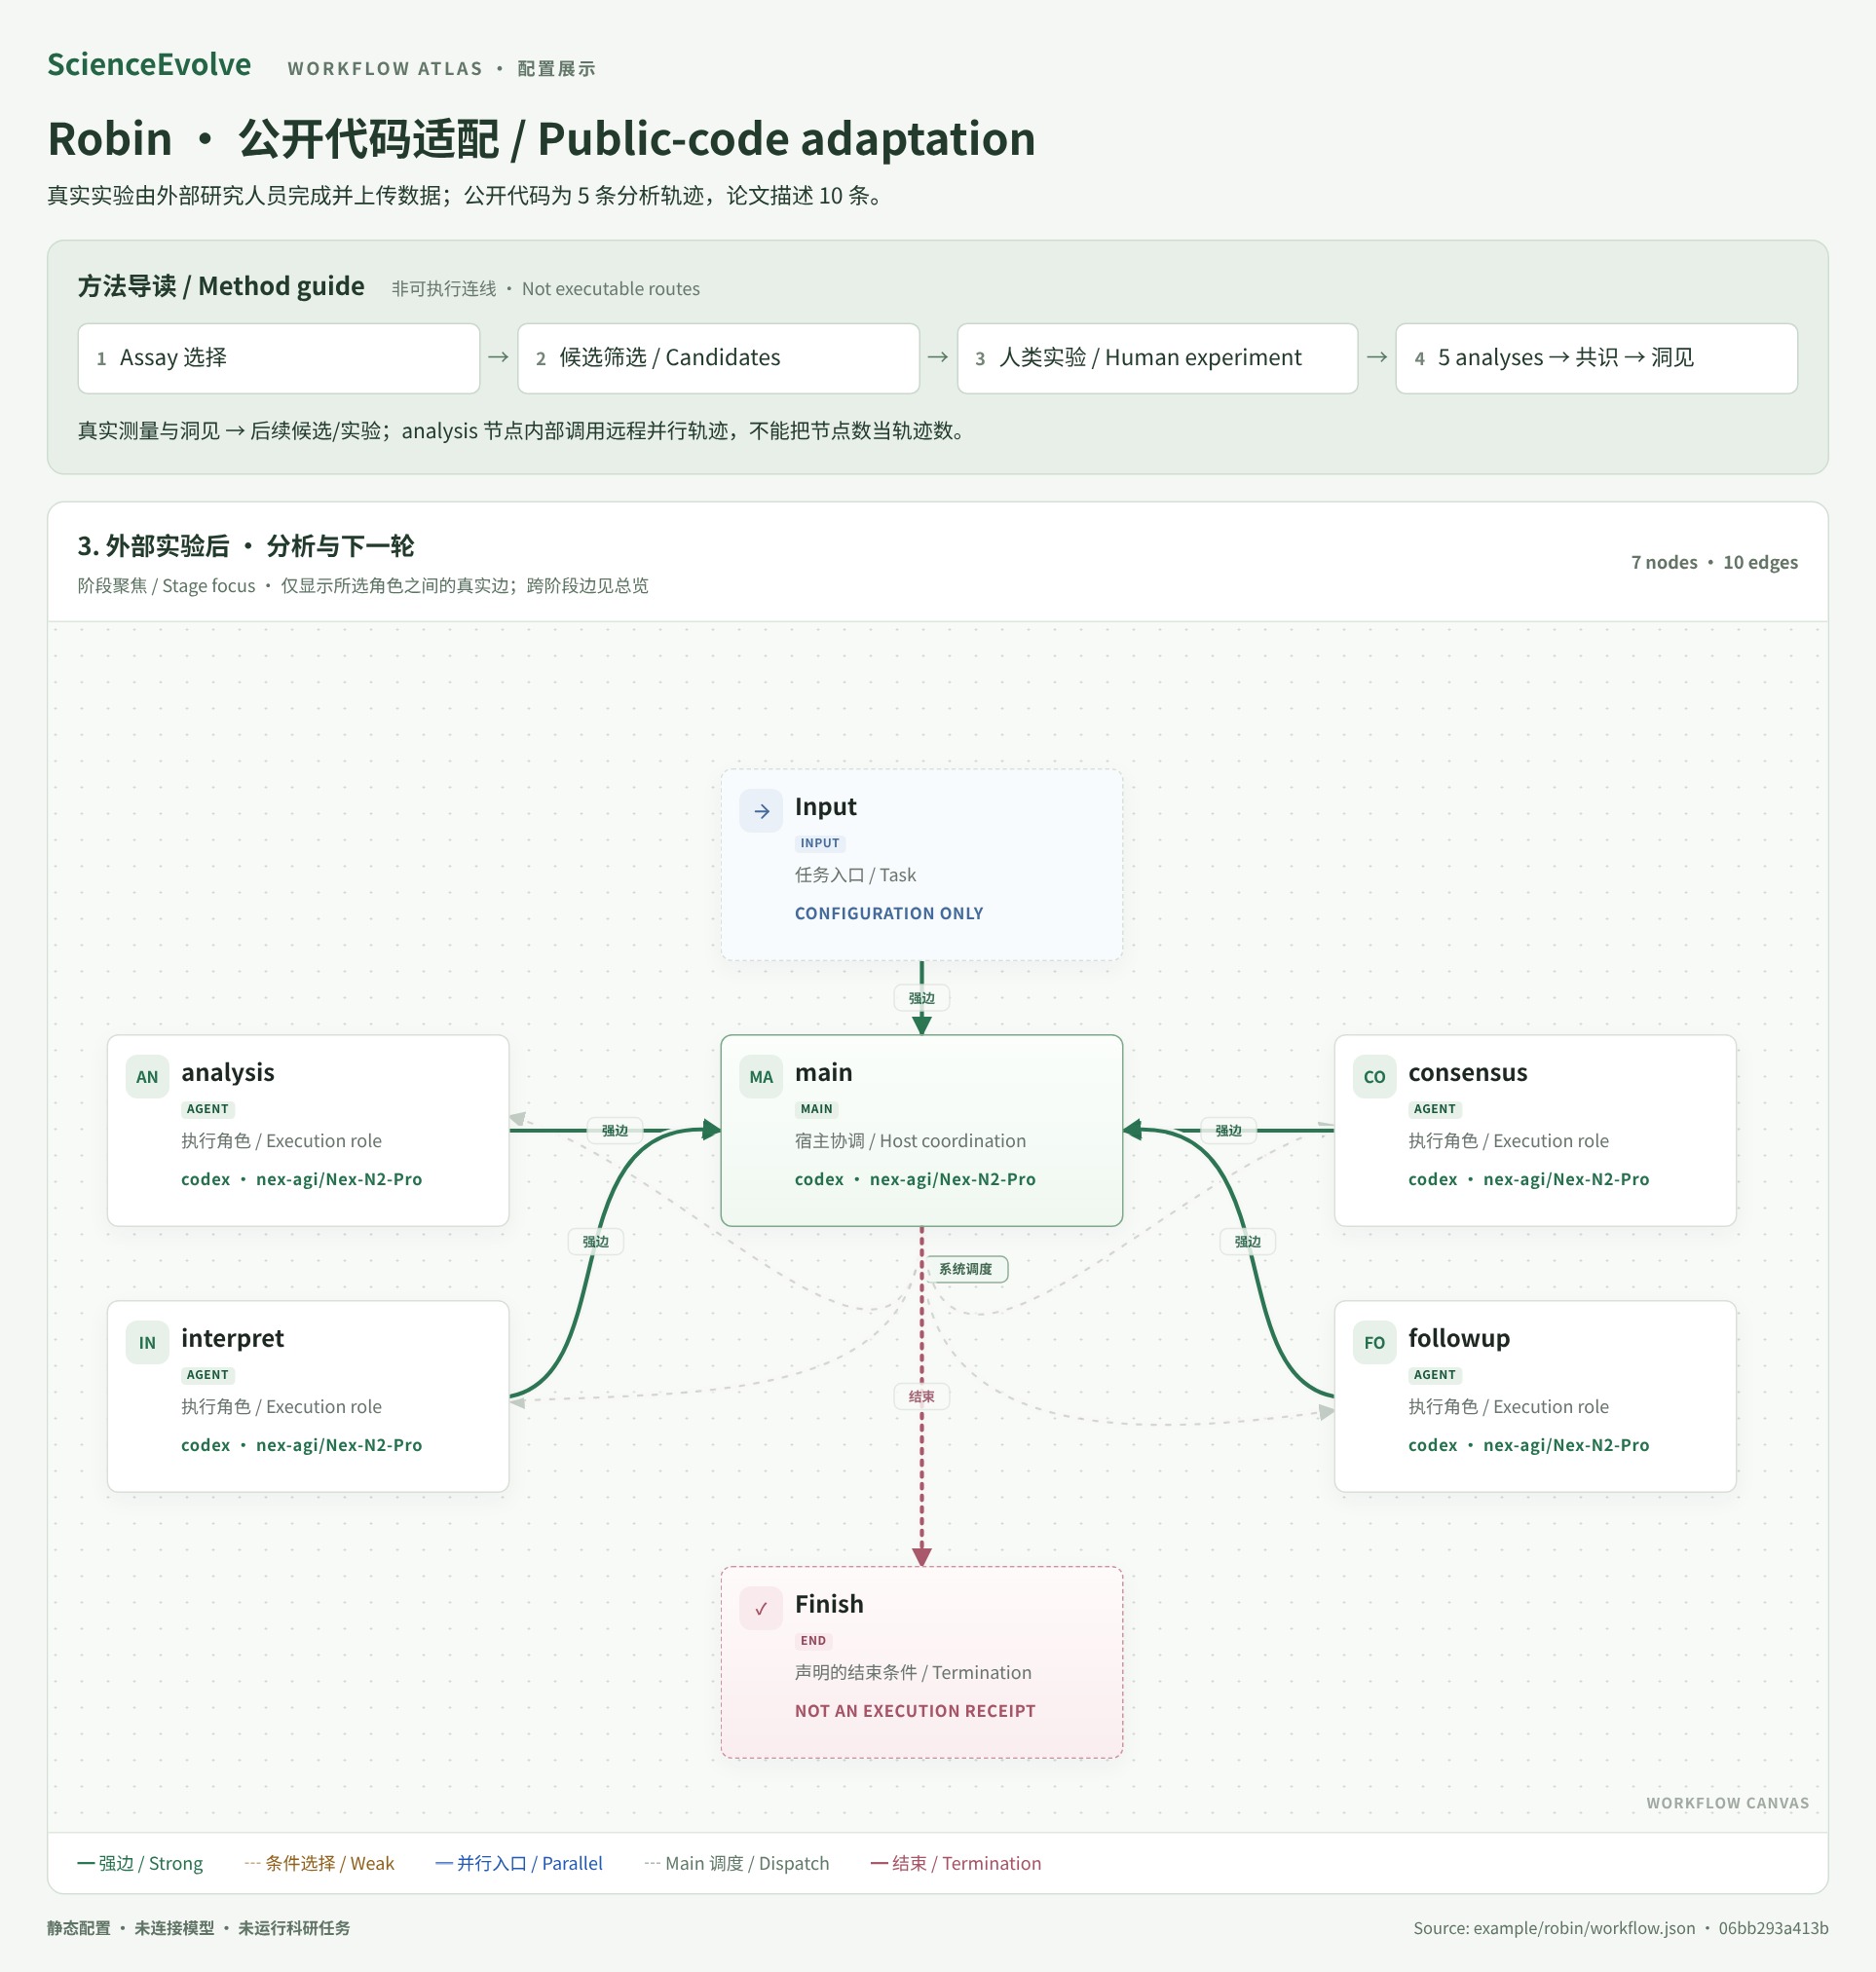 ScienceEvolve WORKFLOW ATLAS • 配置展示
Robin • 公开代码适配 / Public-code adaptation
真实实验由外部研究人员完成并上传数据；公开代码为 5 条分析轨迹，论文描述 10 条。
方法导读 / Method guide 非可执行连线 • Not executable routes
1 Assay 选择 → 2 候选筛选 / Candidates → 3 人类实验 / Human experiment → 4 5 analyses → 共识 → 洞见
真实测量与洞见 → 后续候选/实验；analysis 节点内部调用远程并行轨迹，不能把节点数当轨迹数。
3. 外部实验后 • 分析与下一轮
阶段聚焦 / Stage focus • 仅显示所选角色之间的真实边；跨阶段边见总览
7 nodes • 10 edges
→ Input
INPUT
任务入口 / Task
CONFIGURATION ONLY
强边
AN analysis
AGENT
执行角色 / Execution role
codex • nex-agi/Nex-N2-Pro
强边
MA main
MAIN
宿主协调 / Host coordination
codex • nex-agi/Nex-N2-Pro
强边
CO consensus
AGENT
执行角色 / Execution role
codex • nex-agi/Nex-N2-Pro
强边
强边
系统调度
IN interpret
AGENT
执行角色 / Execution role
codex • nex-agi/Nex-N2-Pro
结束
FO followup
AGENT
执行角色 / Execution role
codex • nex-agi/Nex-N2-Pro
✓ Finish
END
声明的结束条件 / Termination
NOT AN EXECUTION RECEIPT
WORKFLOW CANVAS
强边 / Strong 条件选择 / Weak 并行入口 / Parallel Main 调度 / Dispatch 结束 / Termination
静态配置 • 未连接模型 • 未运行科研任务
Source: example/robin/workflow.json • 06bb293a413b